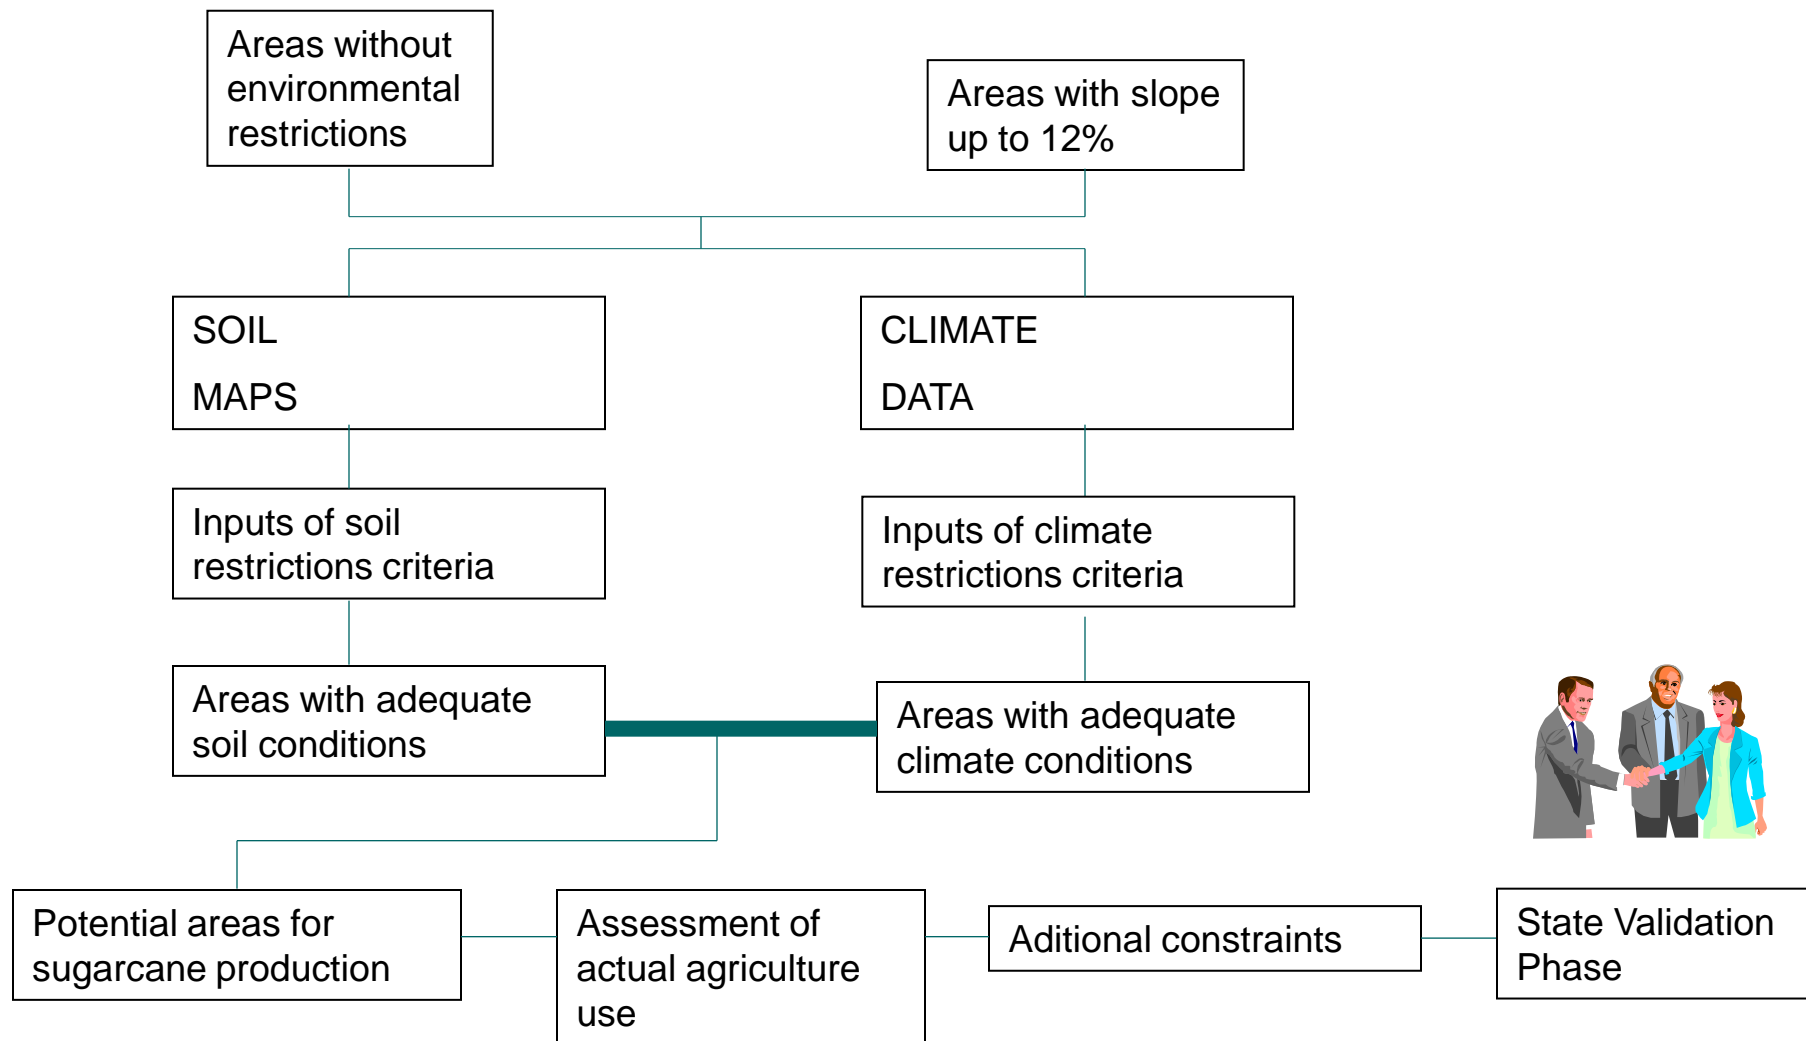 Areas without
environmental
restrictions
Areas with slope
up to 12%
SOIL
MAPS
CLIMATE
DATA
Inputs of soil
restrictions criteria
Inputs of climate
restrictions criteria
Areas with adequate
soil conditions
Areas with adequate
climate conditions
Potential areas for
sugarcane production
Assessment of
actual agriculture
use
Aditional constraints
State Validation
Phase